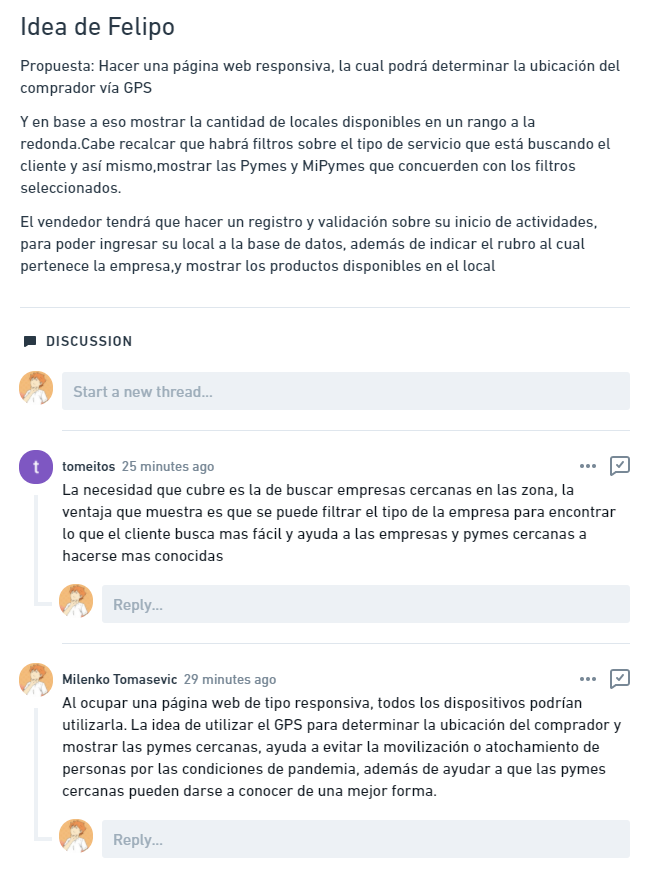 Idea de Felipo
Propuesta: Hacer una página web responsiva, la cual podrá determinar la ubicación del
comprador vía GPS
Y en base a eso mostrar la cantidad de locales disponibles en un rango a la
redonda.Cabe recalcar que habrá filtros sobre el tipo de servicio que está buscando el
cliente y así mismo,mostrar las Pymes y MiPymes que concuerden con los filtros
seleccionados.
El vendedor tendrá que hacer un registro y validación sobre su inicio de actividades,
para poder ingresar su local a la base de datos, además de indicar el rubro al cual
pertenece la empresa,y mostrar los productos disponibles en el local
DISCUSSION
Start a new thread...
t
tomeitos 25 minutes ago
La necesidad que cubre es la de buscar empresas cercanas en las zona, la
ventaja que muestra es que se puede filtrar el tipo de la empresa para encontrar
lo que el cliente busca mas fácil y ayuda a las empresas y pymes cercanas a
hacerse mas conocidas
Reply...
Milenko Tomasevic 29 minutes ago
Al ocupar una página web de tipo responsiva, todos los dispositivos podrían
utilizarla. La idea de utilizar el GPS para determinar la ubicación del comprador y
mostrar las pymes cercanas, ayuda a evitar la movilización o atochamiento de
personas por las condiciones de pandemia, además de ayudar a que las pymes
cercanas pueden darse a conocer de una mejor forma.
Reply...